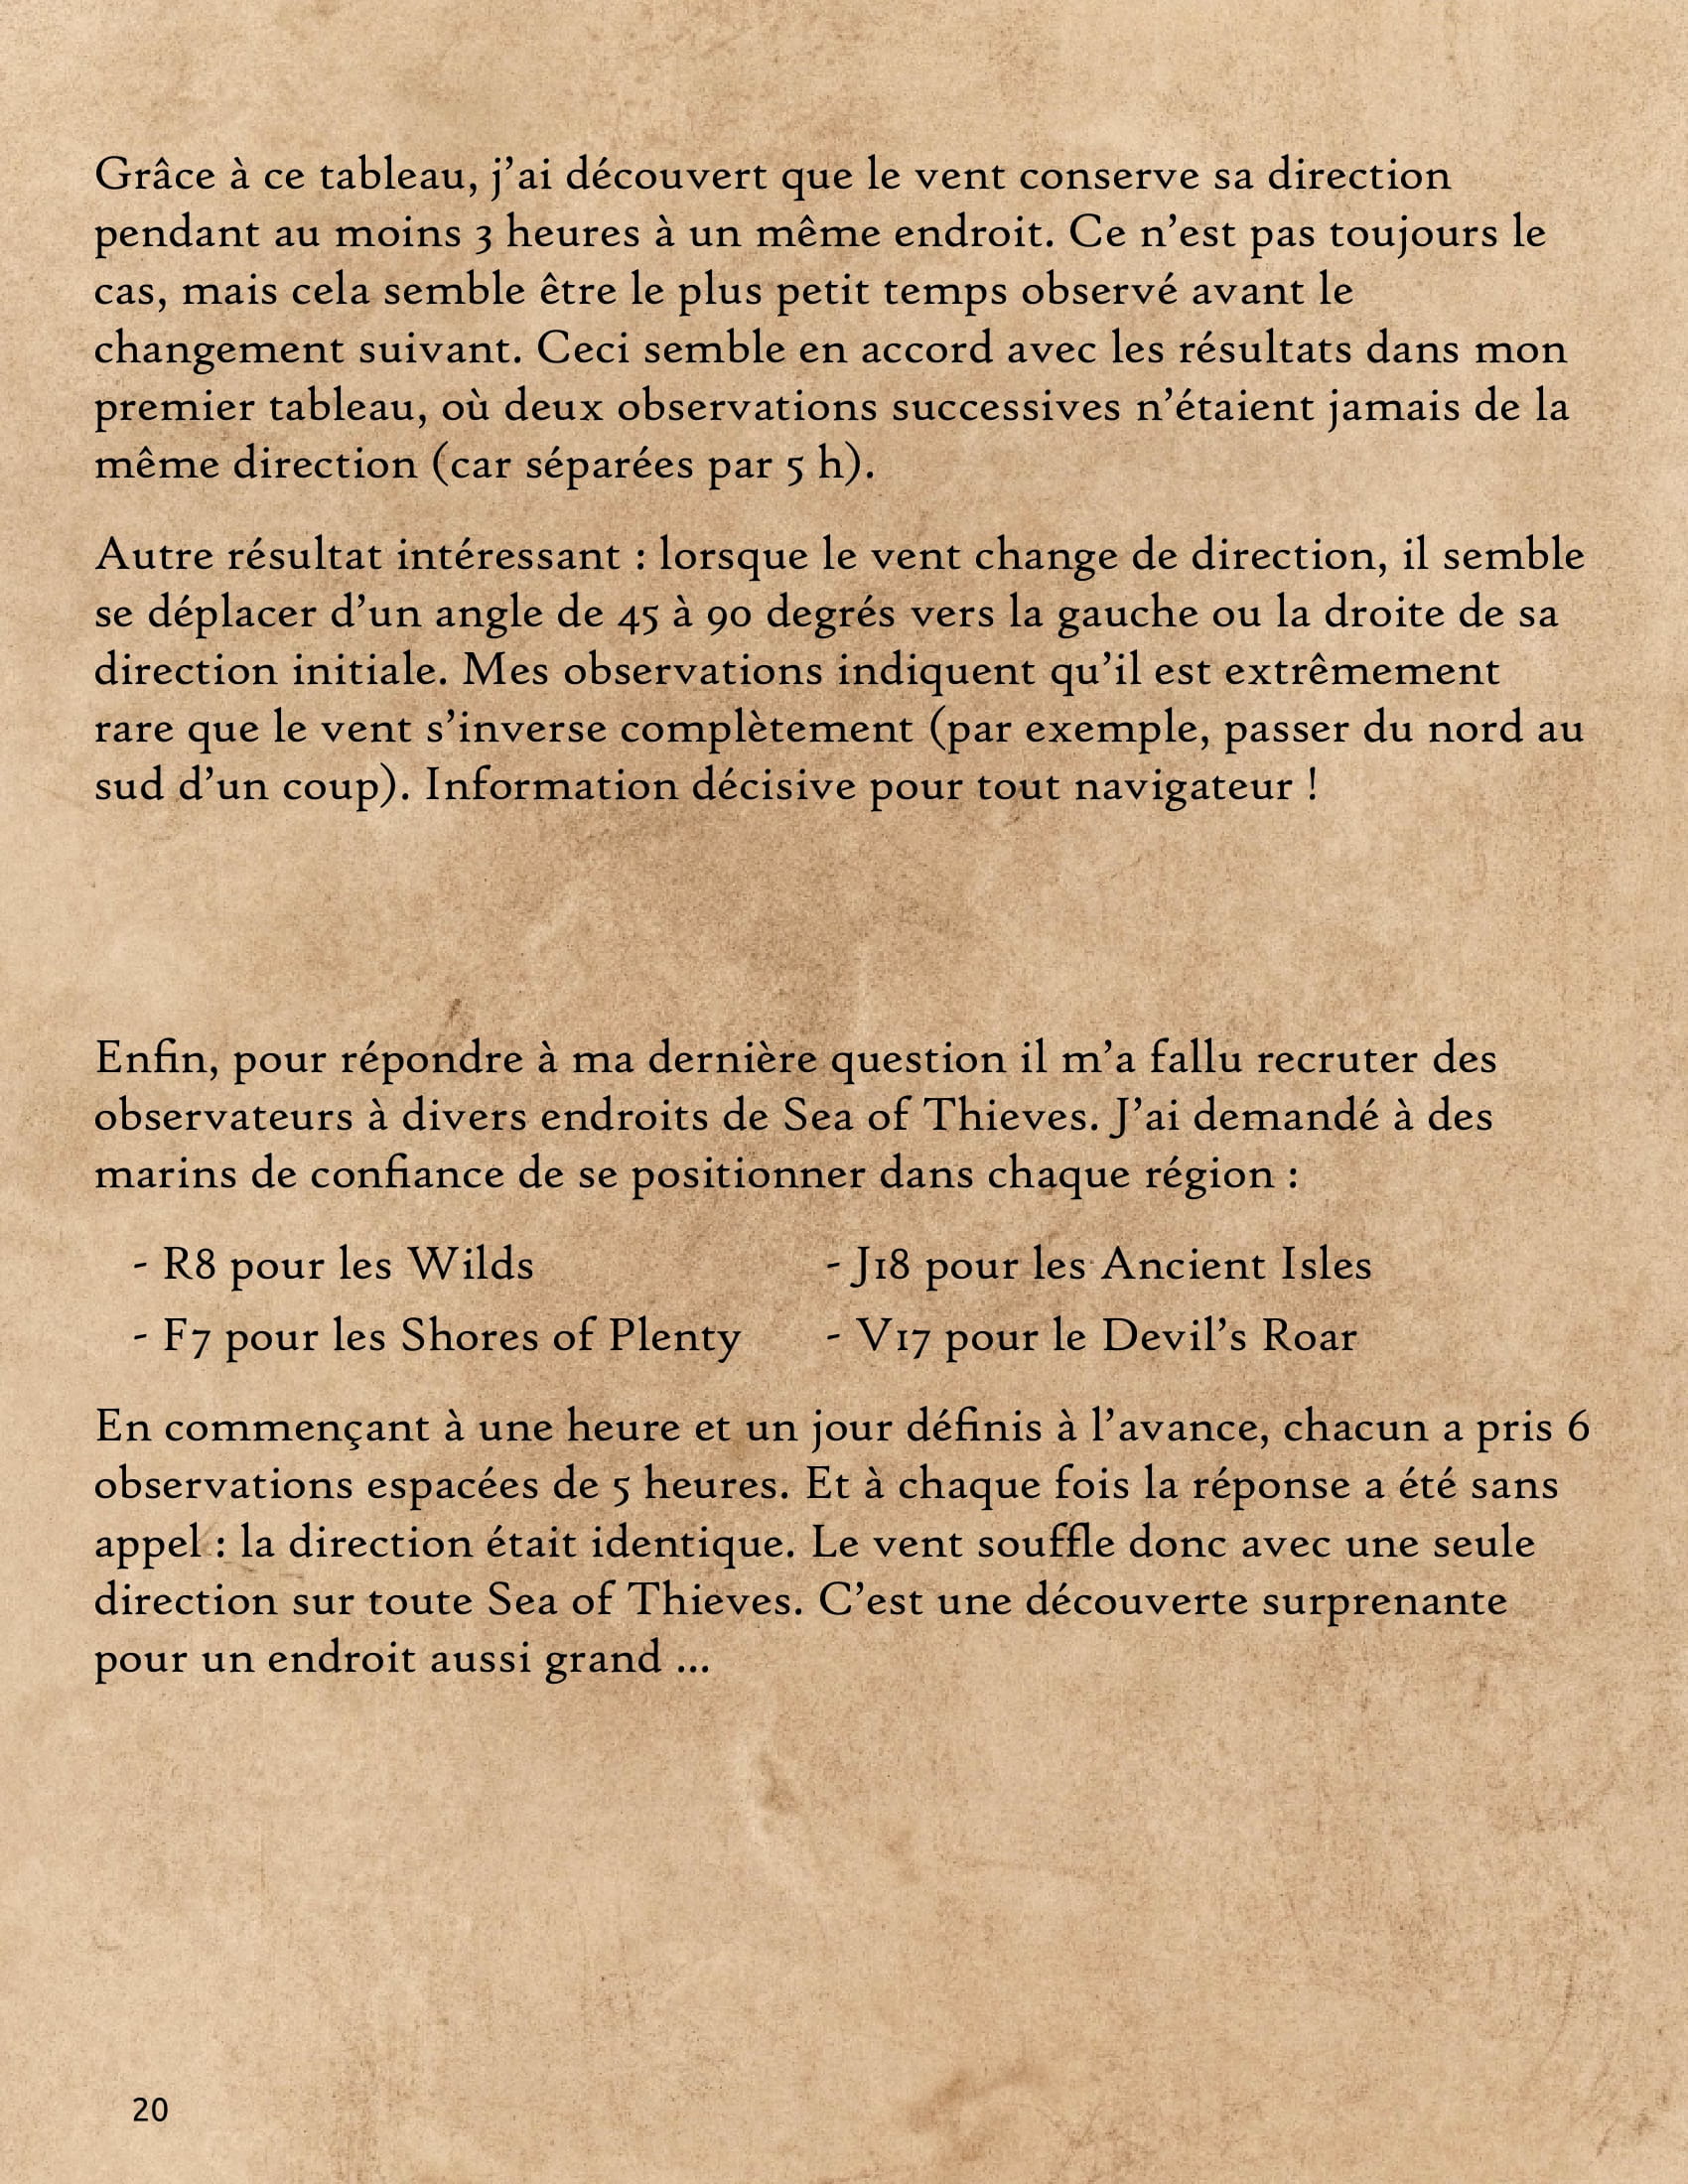 Grâce à ce tableau, j’ai découvert que le vent conserve sa direction
pendant au moins 3 heures à un même endroit. Ce n’est pas toujours le
cas, mais cela semble être le plus petit temps observé avant le
changement suivant. Ceci semble en accord avec les résultats dans mon
premier tableau, où deux observations successives n’étaient jamais de la
même direction (car séparées par 5 h).
Autre résultat intéressant : lorsque le vent change de direction, il semble
se déplacer d’un angle de 45 à 90 degrés vers la gauche ou la droite de sa
direction initiale. Mes observations indiquent qu’il est extrêmement
rare que le vent s’inverse complètement (par exemple, passer du nord au
sud d’un coup). Information décisive pour tout navigateur !
Enfin, pour répondre à ma dernière question il m’a fallu recruter des
observateurs à divers endroits de Sea of Thieves. J’ai demandé à des
marins de confiance de se positionner dans chaque région :
- R8 pour les Wilds
- F7 pour les Shores of Plenty
- J18 pour les Ancient Isles
- V17 pour le Devil’s Roar
En commençant à une heure et un jour définis à l’avance, chacun a pris 6
observations espacées de 5 heures. Et à chaque fois la réponse a été sans
appel : la direction était identique. Le vent souffle donc avec une seule
direction sur toute Sea of Thieves. C’est une découverte surprenante
pour un endroit aussi grand ...
20